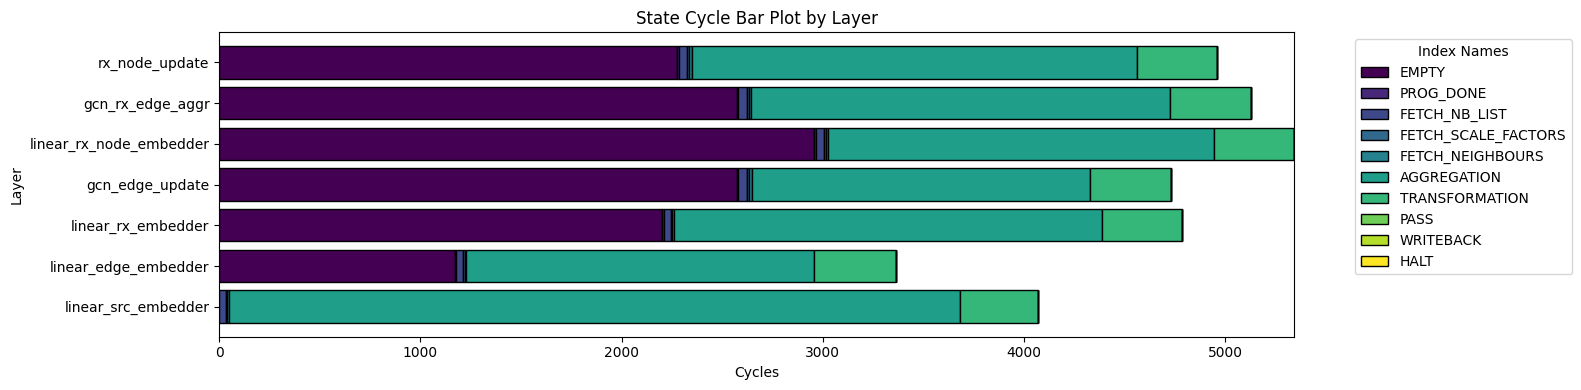 State Cycle Bar Plot by Layer
Layer
rx_node_update
gcn_rx_edge_aggr
linear_rx_node_embedder
gcn_edge_update
linear_rx_embedder
linear_edge_embedder
linear_src_embedder
0 1000 2000 3000 4000 5000
Cycles
Index Names
EMPTY
PROG_DONE
FETCH_NB_LIST
FETCH_SCALE_FACTORS
FETCH_NEIGHBOURS
AGGREGATION
TRANSFORMATION
PASS
WRITEBACK
HALT